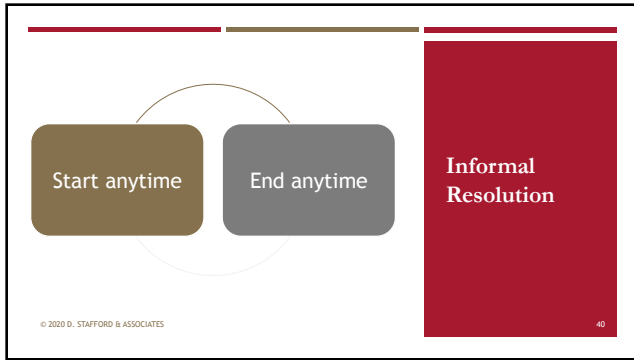 Start anytime
End anytime
Informal
Resolution
© 2020 D. STAFFORD & ASSOCIATES
40